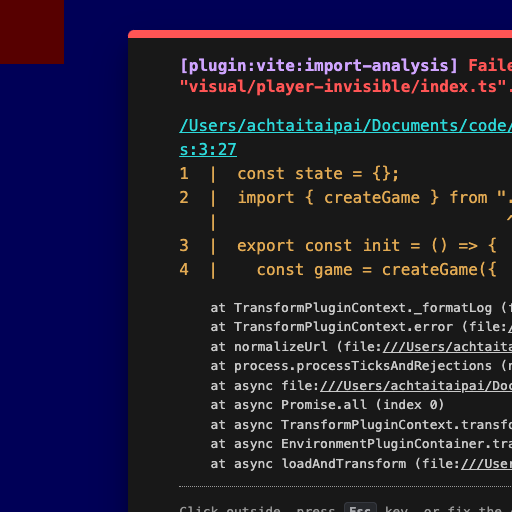 [plugin:vite:import-analysis] Faile
"visual/player-invisible/index.ts".
/Users/achtaitaipai/Documents/code/
s:3:27
1  |  const state = {};
2  |  import { createGame } from ".
   |                              ^
3  |  export const init = () => {
4  |    const game = createGame({
at TransformPluginContext._formatLog (f
at TransformPluginContext.error (file:/
at normalizeUrl (file:///Users/achtaita
at process.processTicksAndRejections (n
at async file:///Users/achtaitaipai/Doc
at async Promise.all (index 0)
at async TransformPluginContext.transfo
at async EnvironmentPluginContainer.tra
at async loadAndTransform (file:///User
Click outside, press Esc key, or fix the